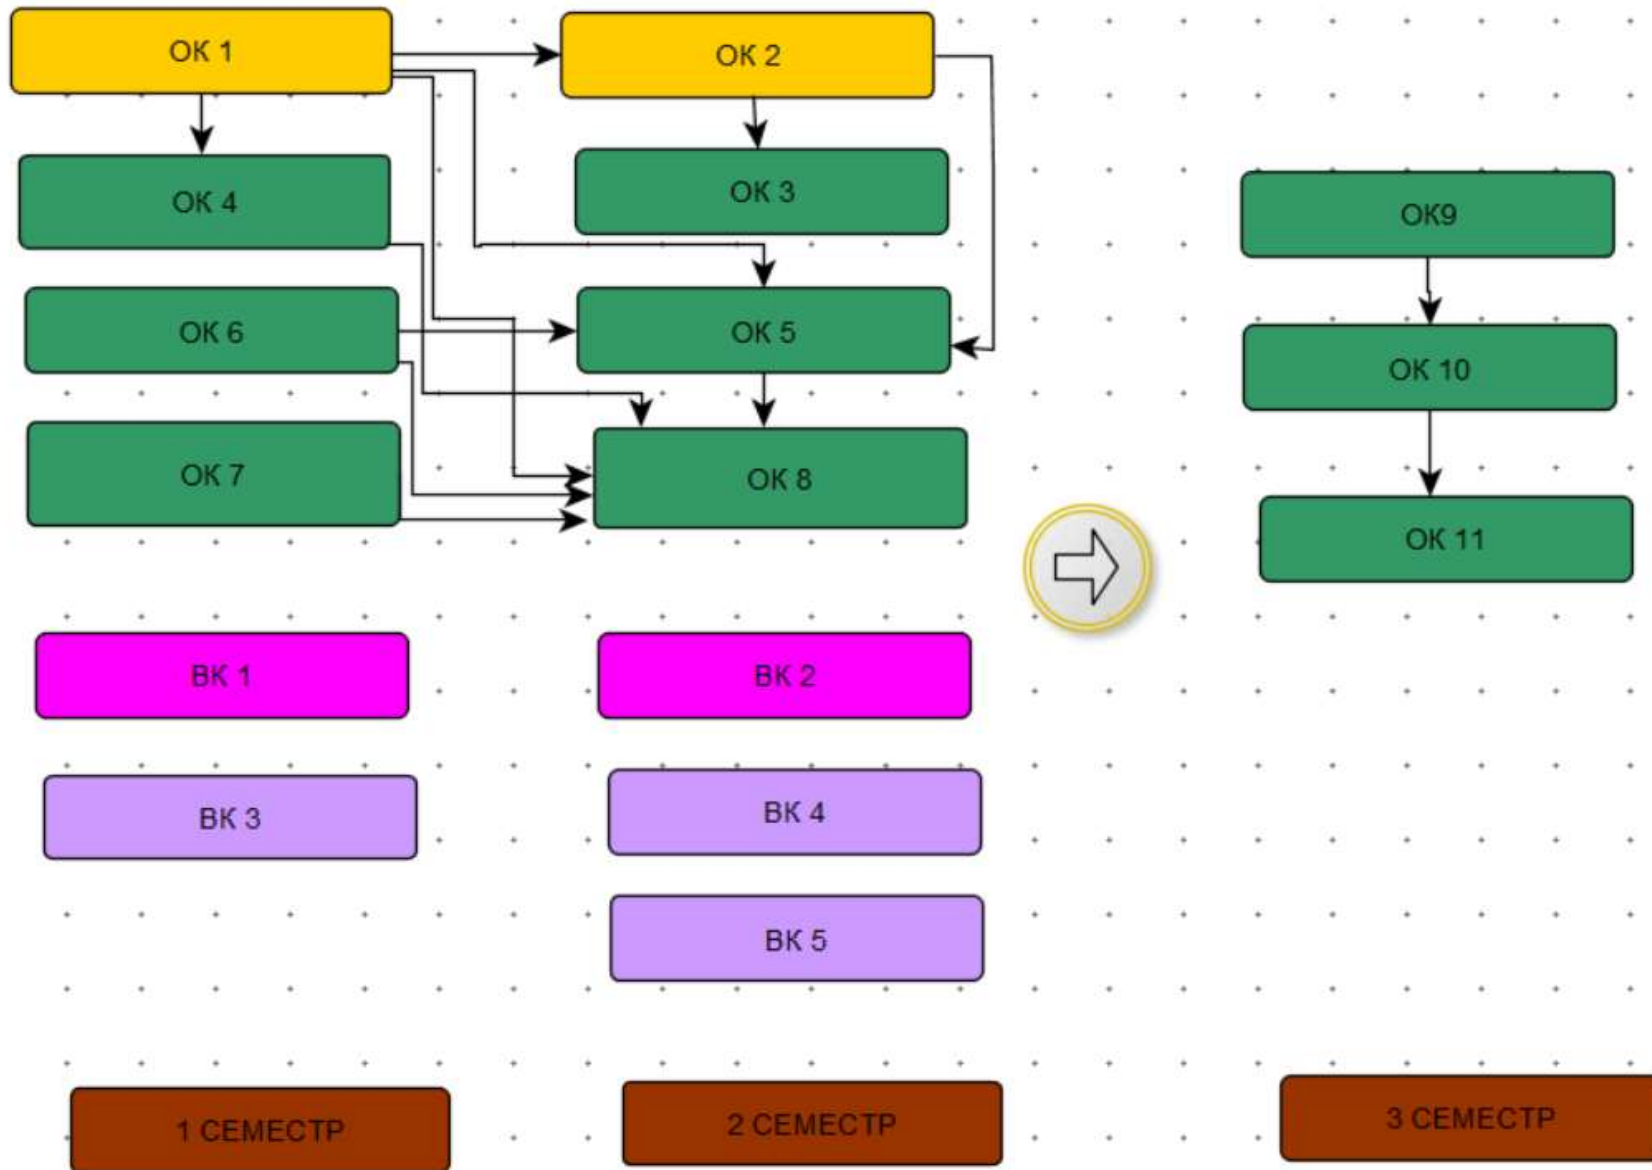 ОК 1
ОК 2
ОК 4
ОК 3
ОК9
ОК 6
ОК 5
ОК 10
ОК 7
ОК 8
ОК 11
ВК 1
ВК 2
ВК 3
ВК 4
ВК 5
1 СЕМЕСТР
2 СЕМЕСТР
3 СЕМЕСТР